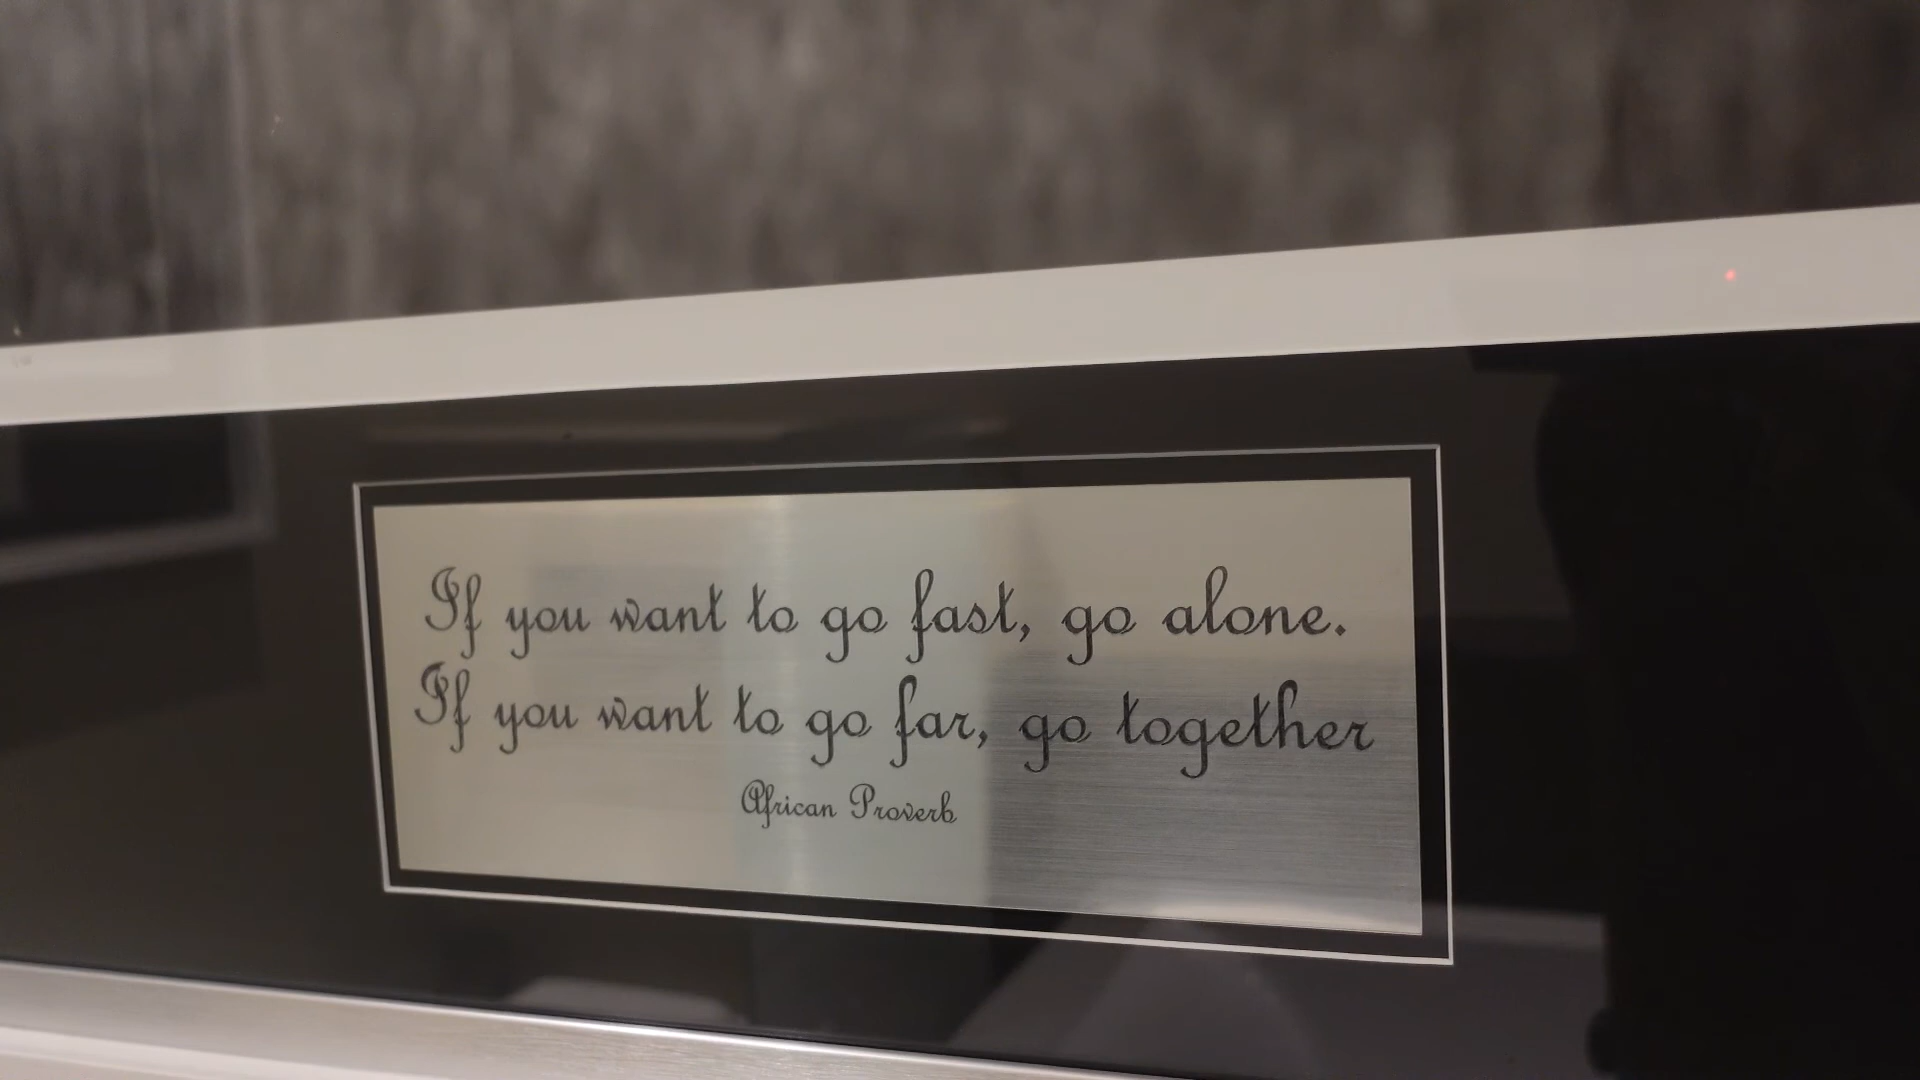 If you want to go fast, go alone.
If you want to go far, go together
African Proverb